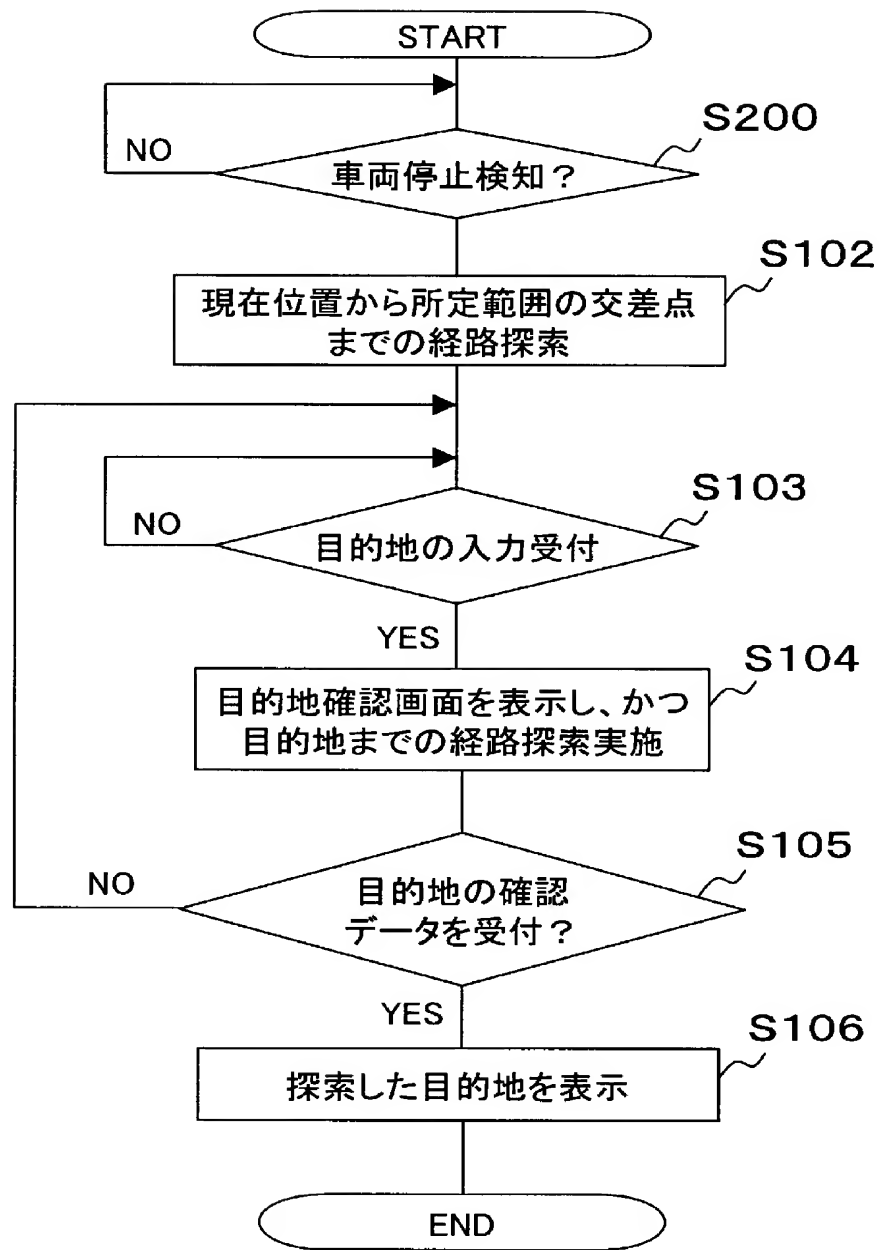 START
S200
NO
車両停止検知？
S102
現在位置から所定範囲の交差点
までの経路探索
S103
NO
目的地の入力受付
YES
S104
目的地確認画面を表示し、かつ
目的地までの経路探索実施
S105
NO
目的地の確認
データを受付？
YES
S106
探索した目的地を表示
END